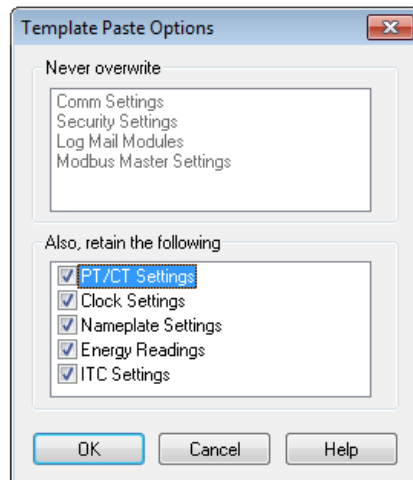 Template Paste Options
Never overwrite
Comm Settings
Security Settings
Log Mail Modules
Modbus Master Settings
Also, retain the following
PT/CT Settings
Clock Settings
Nameplate Settings
Energy Readings
ITC Settings
OK Cancel Help